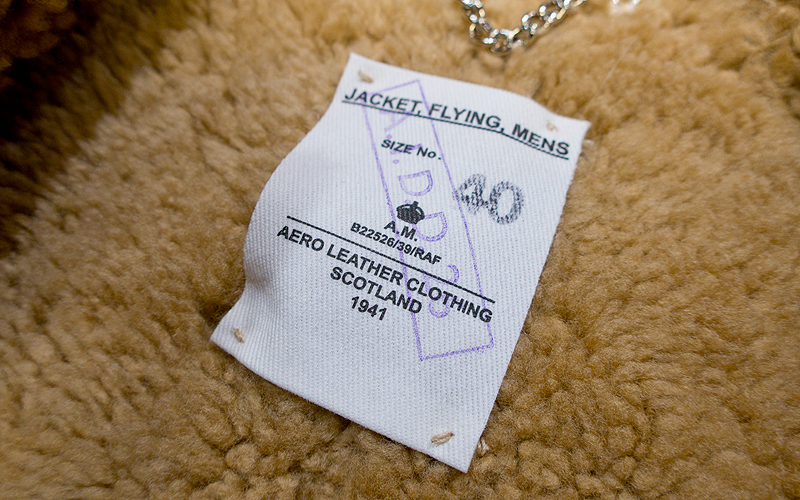 JACKET, FLYING, MENS
SIZE No.
40
A.M.
B22526/39/RAF
AERO LEATHER CLOTHING
SCOTLAND
1941